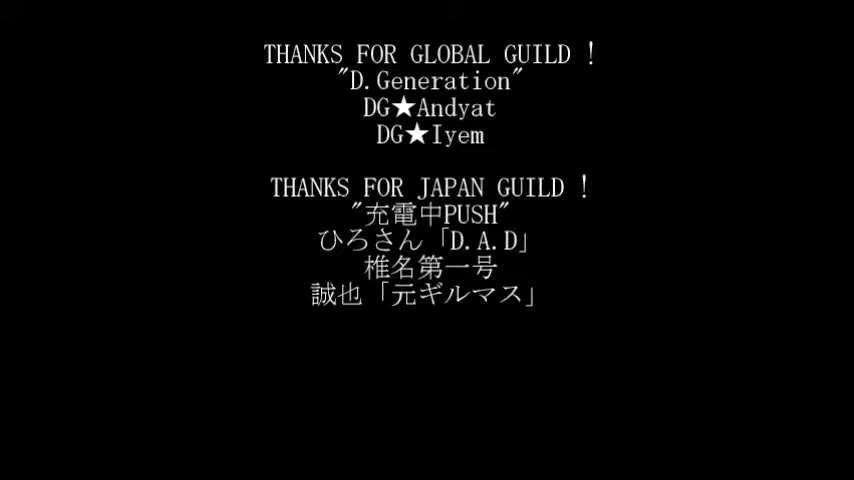 THANKS FOR GLOBAL GUILD !
"D.Generation"
DG★Andyat
DG★Iyem
THANKS FOR JAPAN GUILD !
"充電中PUSH"
ひろさん「D.A.D」
椎名第一号
誠也「元ギルマス」